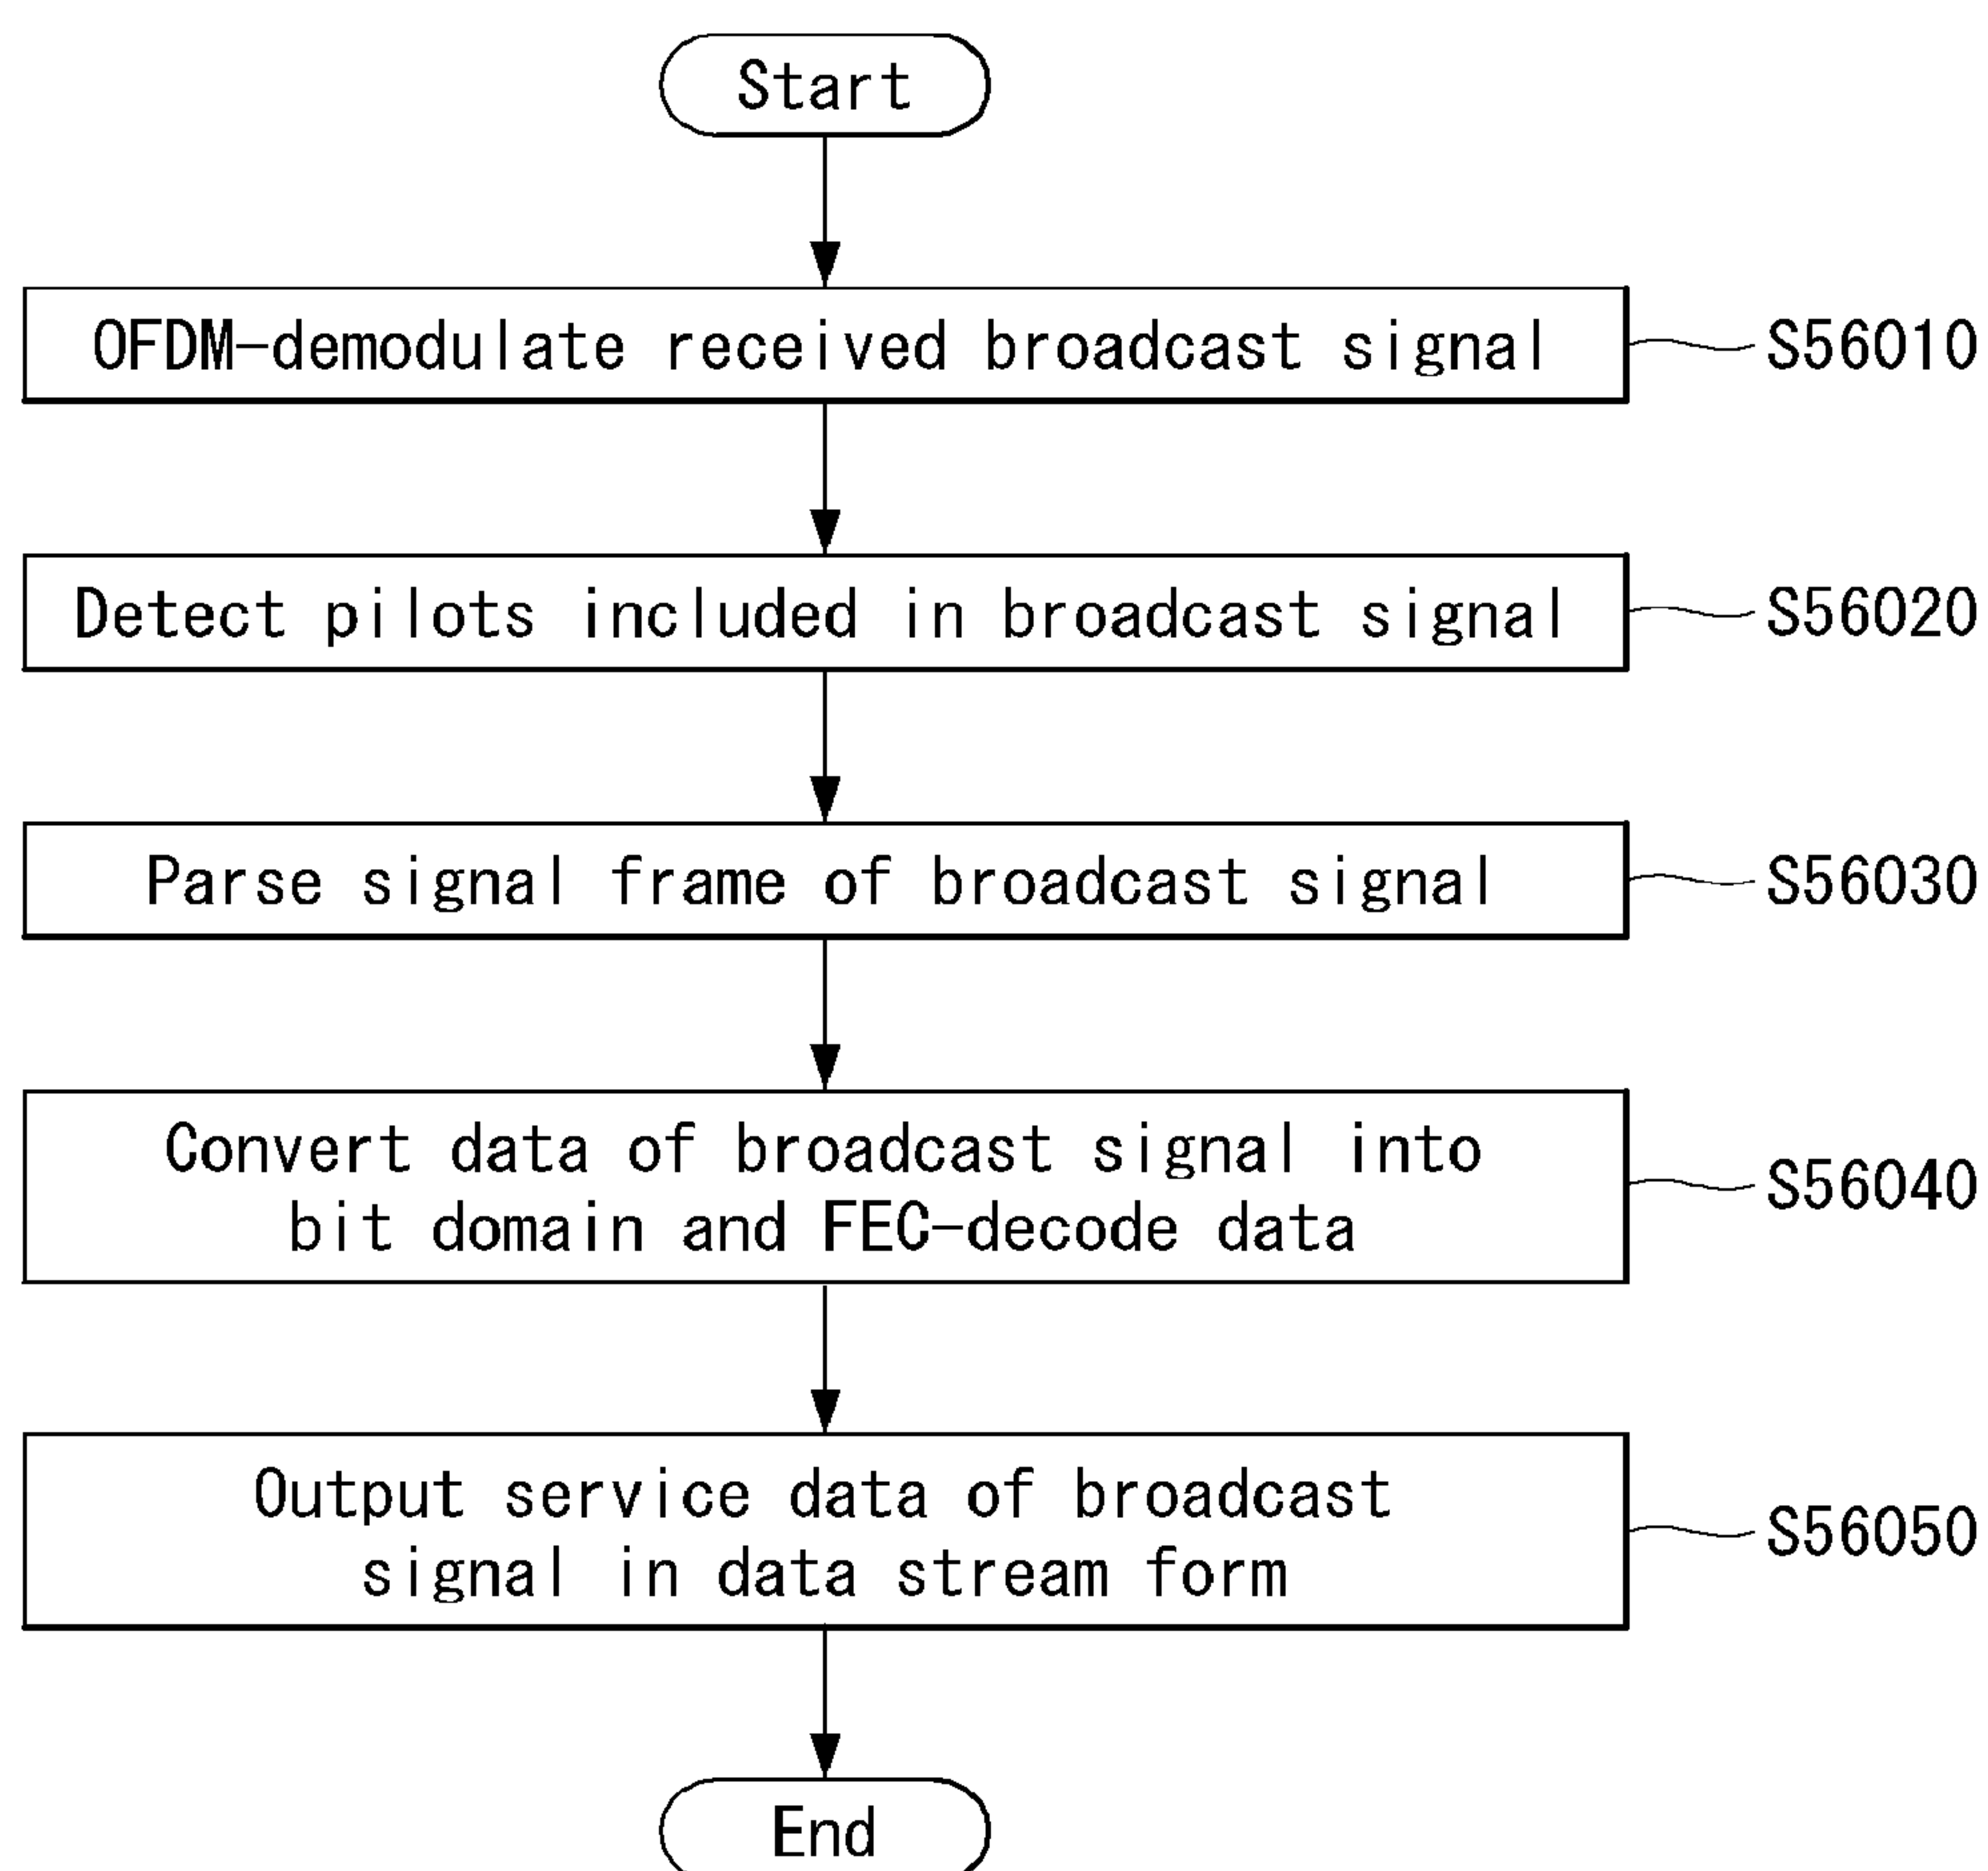 Start
OFDM-demodulate received broadcast signal
S56010
Detect pilots included in broadcast signal
S56020
Parse signal frame of broadcast signal
S56030
Convert data of broadcast signal into
bit domain and FEC-decode data
S56040
Output service data of broadcast
signal in data stream form
S56050
End